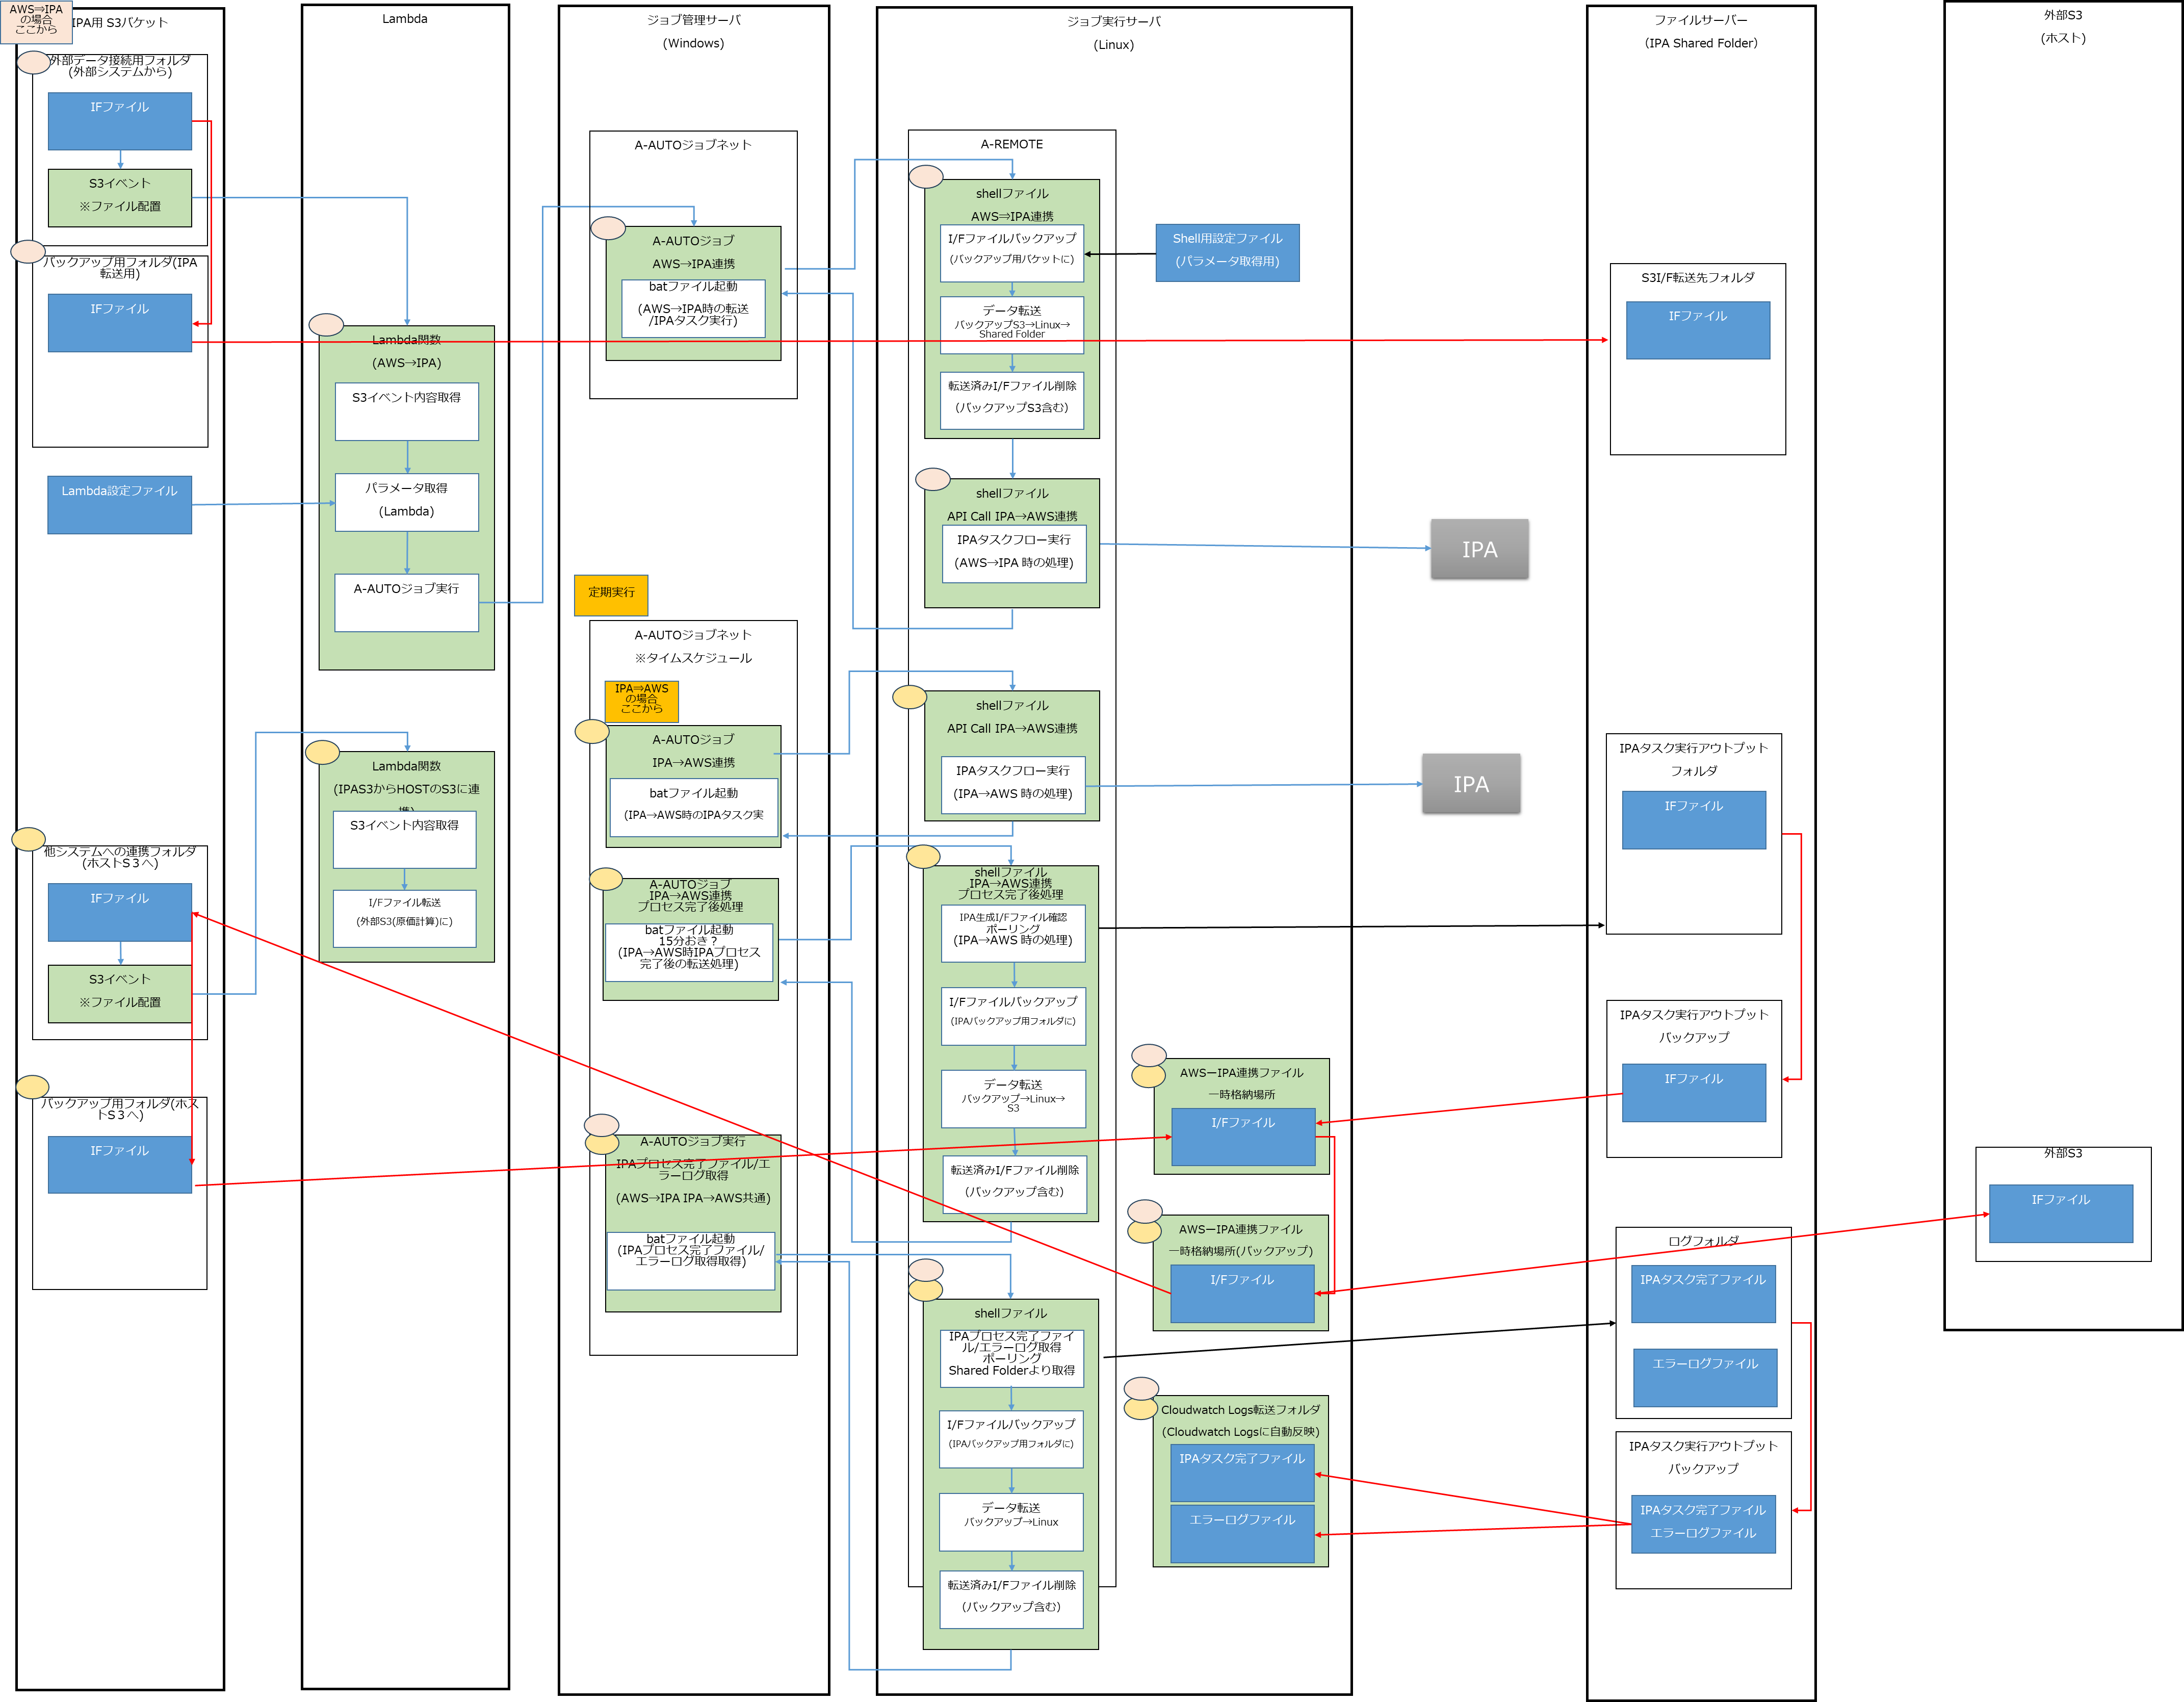 AWS⇒IPA
の場合
ここから
IPA用 S3バケット
外部データ接続用フォルダ
(外部システムから)
IFファイル
S3イベント
※ファイル配置
バックアップ用フォルダ(IPA
転送用)
IFファイル
Lambda設定ファイル
他システムへの連携フォルダ
(ホストS３へ)
IFファイル
S3イベント
※ファイル配置
バックアップ用フォルダ(ホス
トS３へ)
IFファイル
Lambda
Lambda関数
(AWS→IPA)
S3イベント内容取得
パラメータ取得
(Lambda)
A-AUTOジョブ実行
Lambda関数
(IPAS3からHOSTのS3に連
S3イベント内容取得
I/Fファイル転送
(外部S3(原価計算)に)
ジョブ管理サーバ
(Windows)
A-AUTOジョブネット
A-AUTOジョブ
AWS→IPA連携
batファイル起動
(AWS→IPA時の転送
/IPAタスク実行)
定期実行
A-AUTOジョブネット
※タイムスケジュール
IPA⇒AWS
の場合
ここから
A-AUTOジョブ
IPA→AWS連携
batファイル起動
(IPA→AWS時のIPAタスク実
A-AUTOジョブ
IPA→AWS連携
プロセス完了後処理
batファイル起動
15分おき？
(IPA→AWS時IPAプロセス
完了後の転送処理)
A-AUTOジョブ実行
IPAプロセス完了ファイル/エ
ラーログ取得
(AWS→IPA IPA→AWS共通)
batファイル起動
(IPAプロセス完了ファイル/
エラーログ取得取得)
ジョブ実行サーバ
(Linux)
A-REMOTE
shellファイル
AWS⇒IPA連携
I/Fファイルバックアップ
(バックアップ用バケットに)
データ転送
バックアップS3→Linux→
Shared Folder
転送済みI/Fファイル削除
(バックアップS3含む)
Shell用設定ファイル
(パラメータ取得用)
shellファイル
API Call IPA→AWS連携
IPAタスクフロー実行
(AWS→IPA 時の処理)
IPA
shellファイル
API Call IPA→AWS連携
IPAタスクフロー実行
(IPA→AWS 時の処理)
IPA
shellファイル
IPA→AWS連携
プロセス完了後処理
IPA生成I/Fファイル確認
ポーリング
(IPA→AWS 時の処理)
I/Fファイルバックアップ
(IPAバックアップ用フォルダに)
データ転送
バックアップ→Linux→
S3
転送済みI/Fファイル削除
(バックアップ含む)
AWSーIPA連携ファイル
一時格納場所
I/Fファイル
AWSーIPA連携ファイル
一時格納場所(バックアップ)
I/Fファイル
shellファイル
IPAプロセス完了ファイ
ル/エラーログ取得
ポーリング
Shared Folderより取得
I/Fファイルバックアップ
(IPAバックアップ用フォルダに)
データ転送
バックアップ→Linux
転送済みI/Fファイル削除
(バックアップ含む)
Cloudwatch Logs転送フォルダ
(Cloudwatch Logsに自動反映)
IPAタスク完了ファイル
エラーログファイル
ファイルサーバー
(IPA Shared Folder)
S3I/F転送先フォルダ
IFファイル
IPAタスク実行アウトプット
フォルダ
IFファイル
IPAタスク実行アウトプット
バックアップ
IFファイル
ログフォルダ
IPAタスク完了ファイル
エラーログファイル
IPAタスク実行アウトプット
バックアップ
IPAタスク完了ファイル
エラーログファイル
外部S3
(ホスト)
外部S3
IFファイル